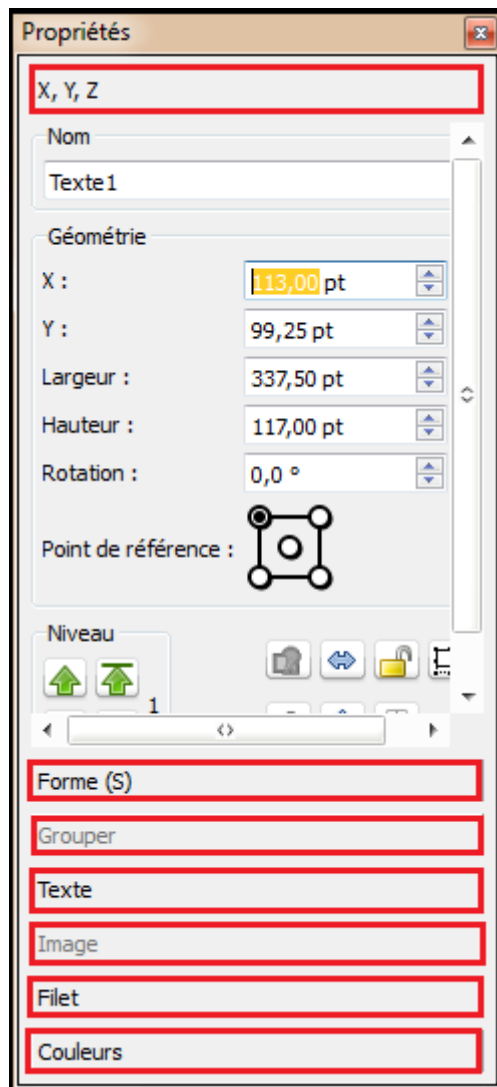 Propriétés
X, Y, Z
Nom
Texte1
Géométrie
X :
113,00 pt
Y :
99,25 pt
Largeur :
337,50 pt
Hauteur :
117,00 pt
Rotation :
0,0 °
Point de référence :
Niveau
1
Forme (S)
Grouper
Texte
Image
Filet
Couleurs